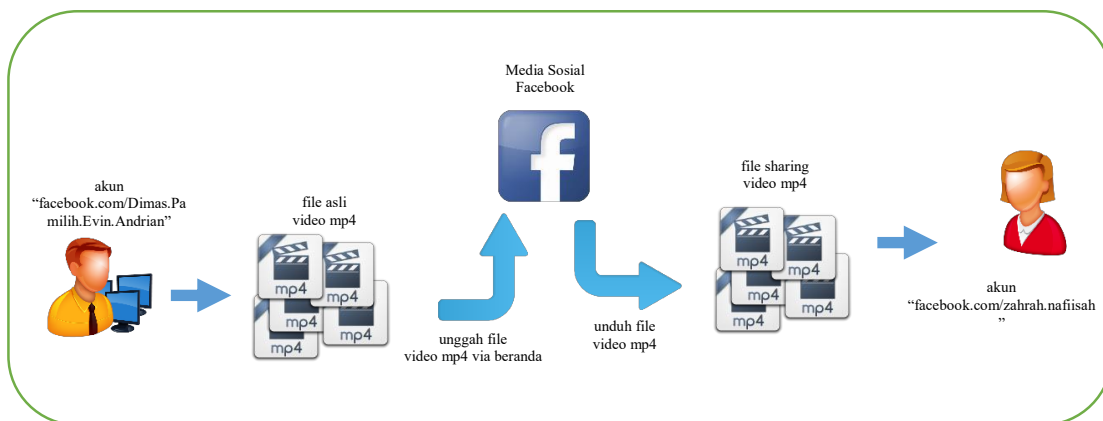 akun
“facebook.com/Dimas.Pa
milih.Evin.Andrian”
file asli
video mp4
mp4
mp4
mp4
mp4
unggah file
video mp4 via beranda
Media Sosial
Facebook
f
unduh file
video mp4
file sharing
video mp4
mp4
mp4
mp4
mp4
akun
“facebook.com/zahrah.nafiisah
”